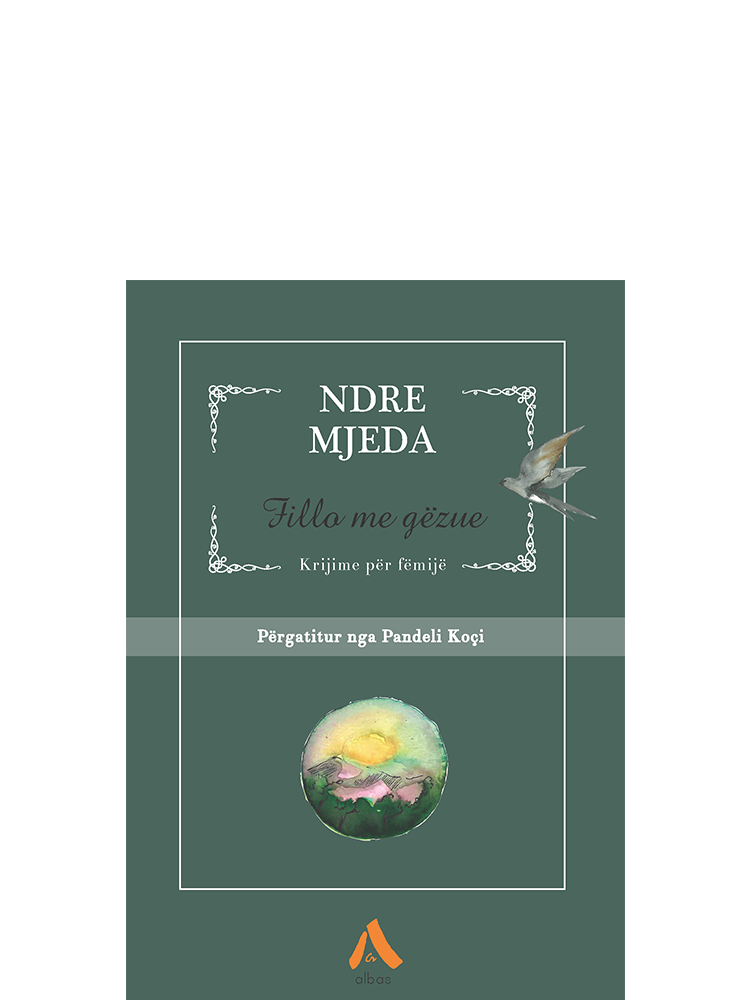 NDRE
MJEDA
Fillo me gëzue
Krijime për fëmijë
Përgatitur nga Pandeli Koçi
albas